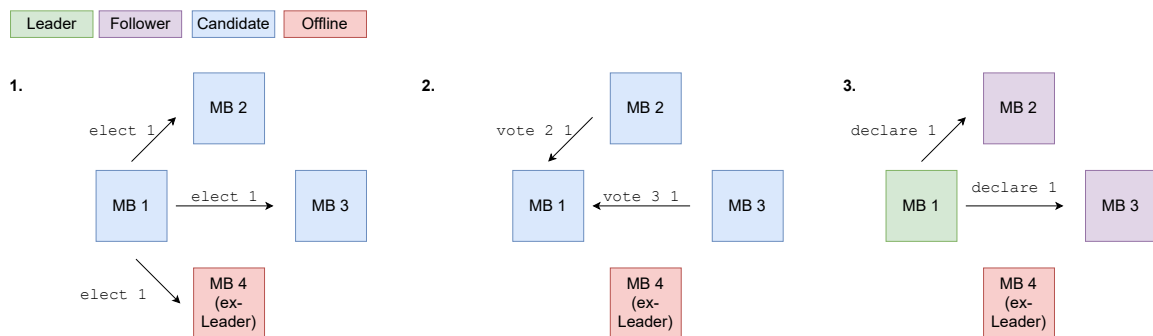 Leader
Follower
Candidate
Offline
1.
MB 2
elect 1
MB 1
elect 1
MB 3
elect 1
MB 4
(ex-
Leader)
2.
MB 2
vote 2 1
MB 1
vote 3 1
MB 3
MB 4
(ex-
Leader)
3.
MB 2
declare 1
MB 1
declare 1
MB 3
MB 4
(ex-
Leader)